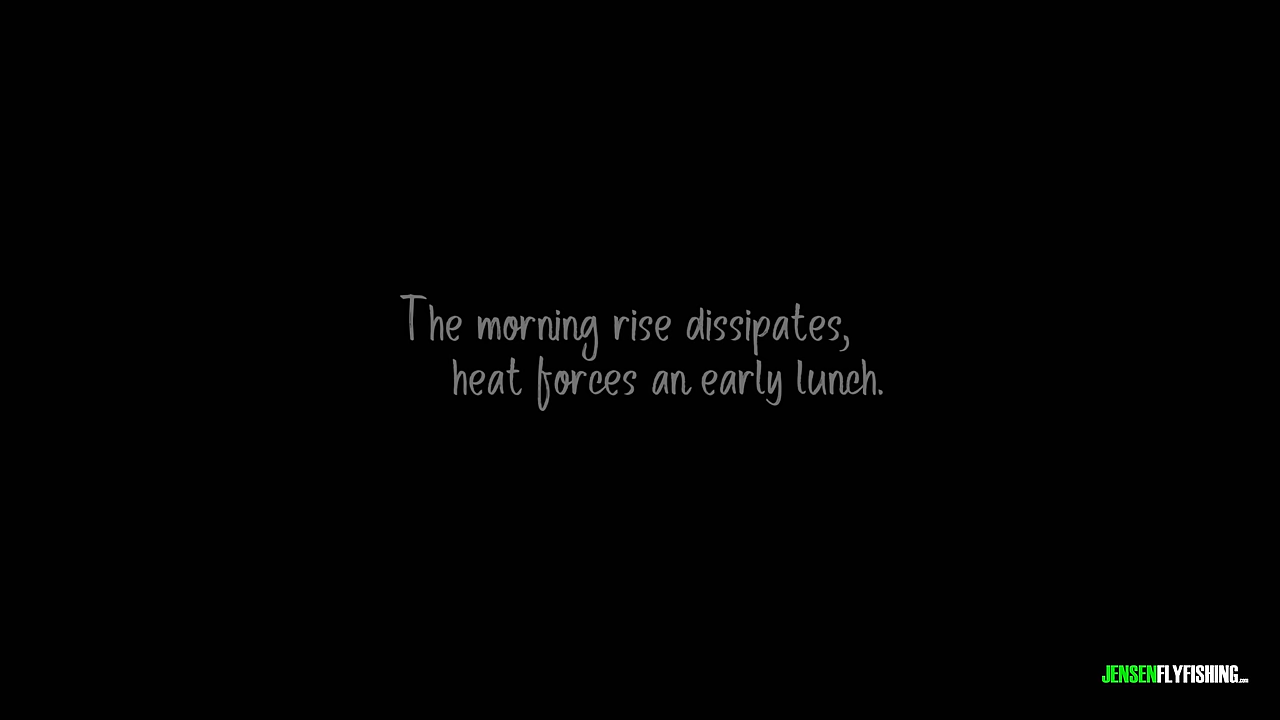 The morning rise dissipates,
heat forces an early lunch.
JENSENFLYFISHING.com